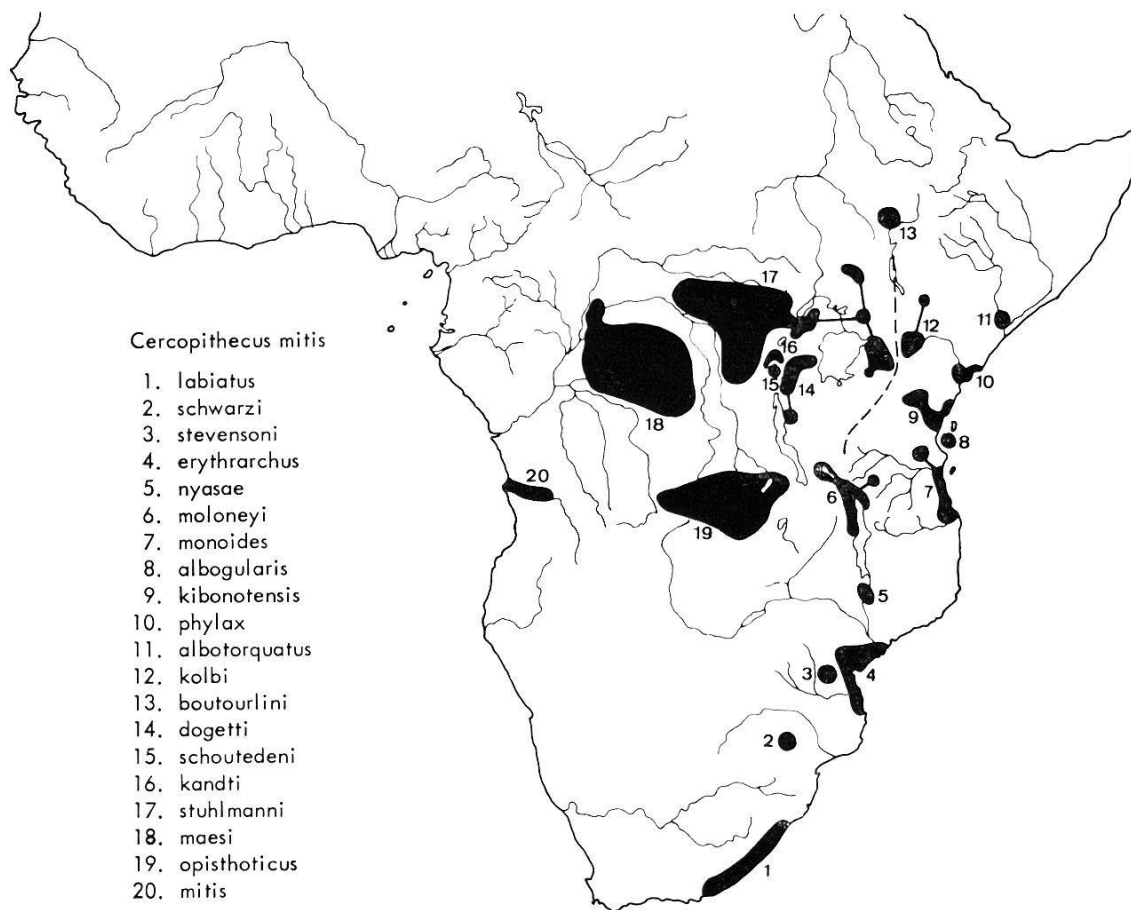 Cercopithecus mitis
1. labiatus
2. schwarzi
3. stevensoni
4. erythrarchus
5. nyasae
6. moloneyi
7. monoides
8. albogularis
9. kibonotensis
10. phylax
11. albotorquatus
12. kolbi
13. boutourlini
14. dogetti
15. schoutedeni
16. kandti
17. stuhlmanni
18. maesi
19. opisthoticus
20. mitis
13
17
12
11
16
15
14
10
18
9
8
20
6
7
19
5
3
4
2
1